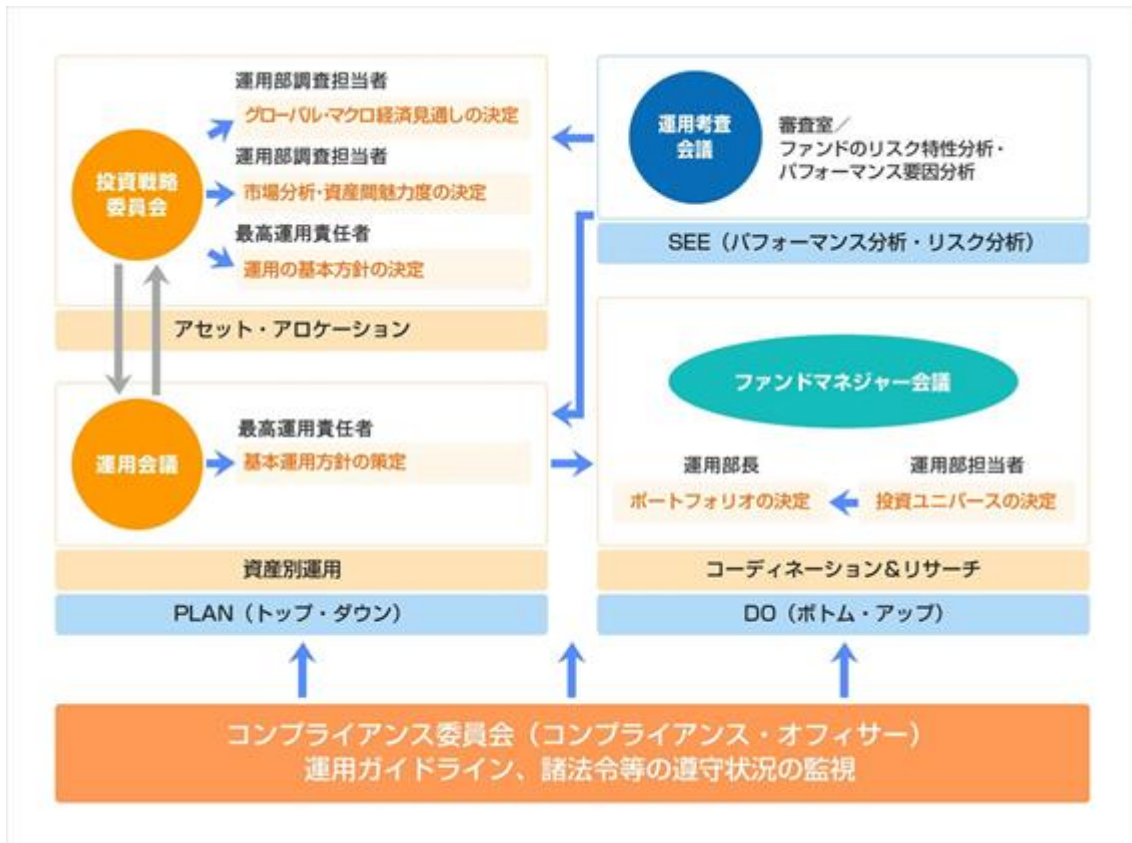 運用部調査担当者
グローバル・マクロ経済見通しの決定
運用部調査担当者
市場分析・資産間魅力度の決定
最高運用責任者
運用の基本方針の決定
投資戦略
委員会
アセット・アロケーション
運用考査
会議
審査室/
ファンドのリスク特性分析・
パフォーマンス要因分析
SEE(パフォーマンス分析・リスク分析)
運用会議
最高運用責任者
基本運用方針の策定
資産別運用
PLAN(トップ・ダウン)
ファンドマネジャー会議
運用部長
ポートフォリオの決定
運用部担当者
投資ユニバースの決定
コーディネーション&リサーチ
DO(ボトム・アップ)
コンプライアンス委員会(コンプライアンス・オフィサー)
運用ガイドライン、諸法令等の遵守状況の監視